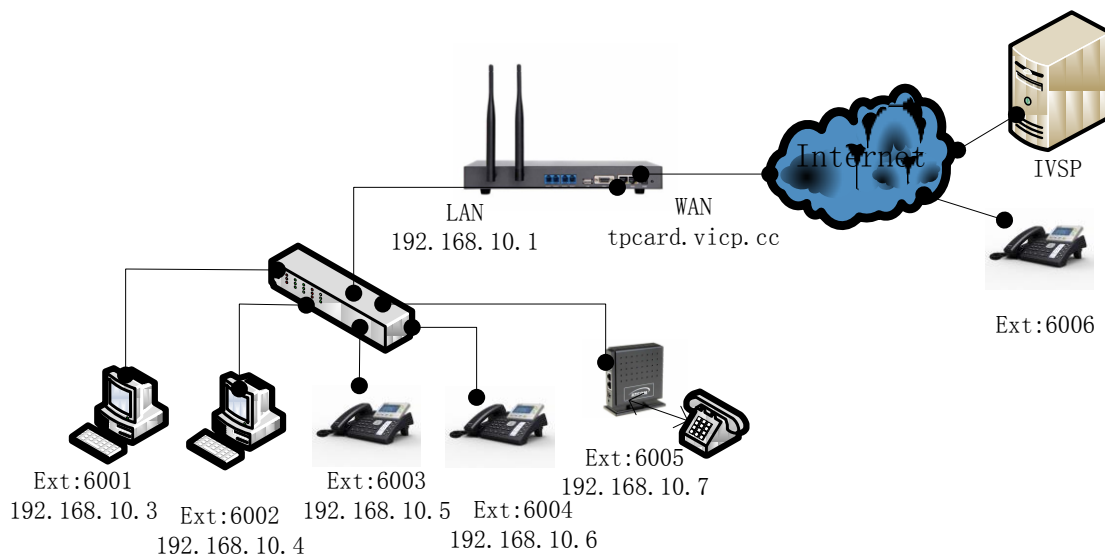 Internet
IVSP
LAN
192.168.10.1
WAN
tpcard.vicp.cc
Ext:6006
Ext:6001
192.168.10.3
Ext:6002
192.168.10.4
Ext:6003
192.168.10.5
Ext:6004
192.168.10.6
Ext:6005
192.168.10.7